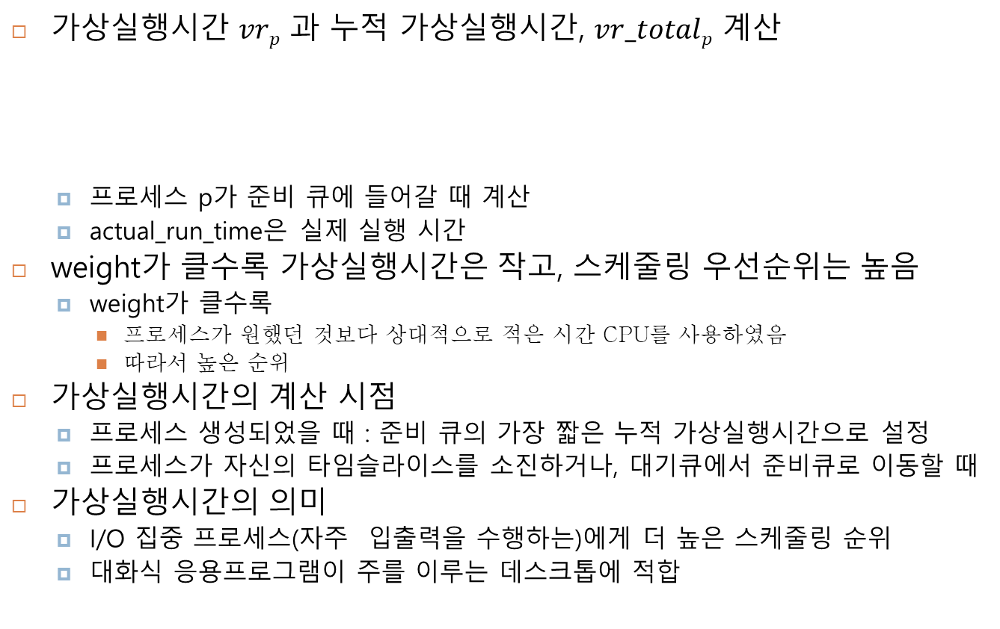 가상실행시간 vr_p 과 누적 가상실행시간, vr_total_p 계산
프로세스 p가 준비 큐에 들어갈 때 계산
actual_run_time은 실제 실행 시간
weight가 클수록 가상실행시간은 작고, 스케줄링 우선순위는 높음
weight가 클수록
프로세스가 원했던 것보다 상대적으로 적은 시간 CPU를 사용하였음
따라서 높은 순위
가상실행시간의 계산 시점
프로세스 생성되었을 때 : 준비 큐의 가장 짧은 누적 가상실행시간으로 설정
프로세스가 자신의 타임슬라이스를 소진하거나, 대기큐에서 준비큐로 이동할 때
가상실행시간의 의미
I/O 집중 프로세스(자주 입출력을 수행하는)에게 더 높은 스케줄링 순위
대화식 응용프로그램이 주를 이루는 데스크톱에 적합